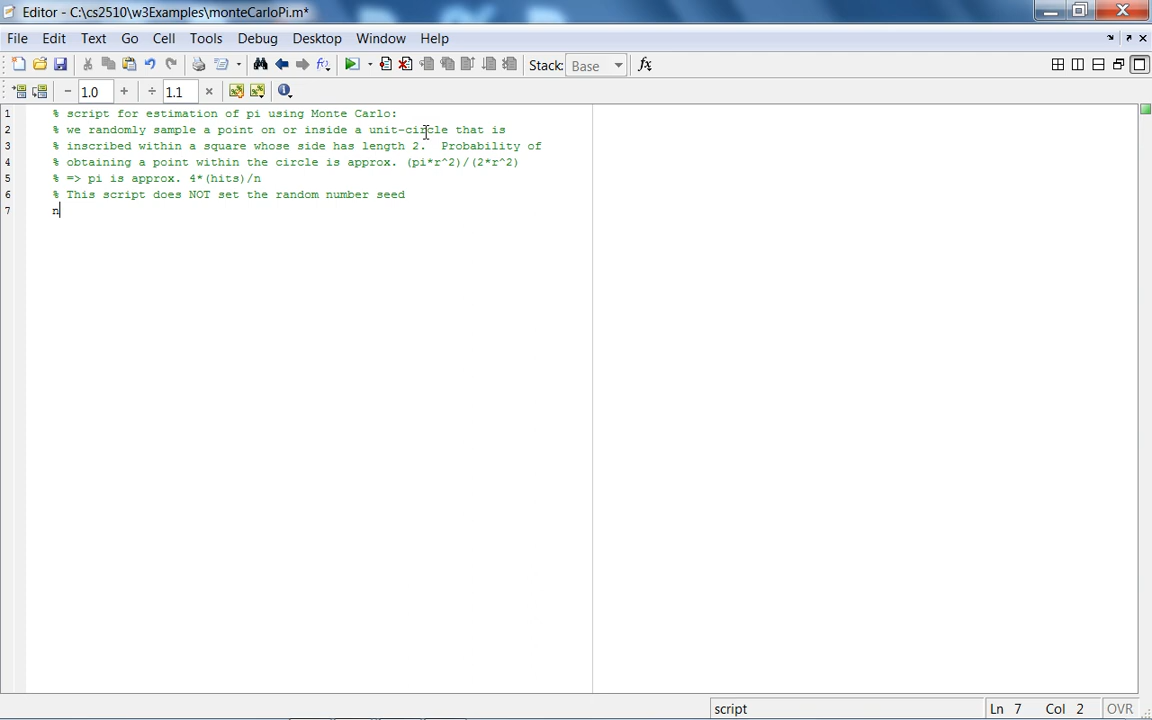 Editor - C:\cs2510\w3Examples\monteCarloPi.m*
File Edit Text Go Cell Tools Debug Desktop Window Help
Stack: Base fx
− 1.0 + ÷ 1.1 ×
1 % script for estimation of pi using Monte Carlo:
2 % we randomly sample a point on or inside a unit-circle that is
3 % inscribed within a square whose side has length 2. Probability of
4 % obtaining a point within the circle is approx. (pi*r^2)/(2*r^2)
5 % => pi is approx. 4*(hits)/n
6 % This script does NOT set the random number seed
7 n
script Ln 7 Col 2 OVR